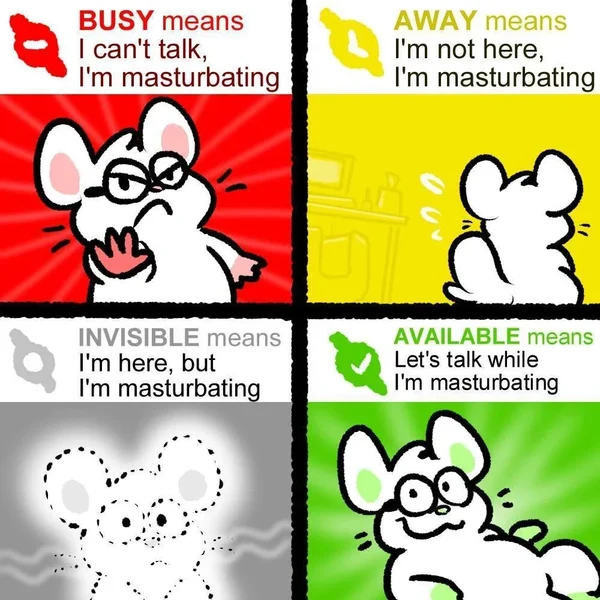 BUSY means
I can't talk,
I'm masturbating
AWAY means
I'm not here,
I'm masturbating
INVISIBLE means
I'm here, but
I'm masturbating
AVAILABLE means
Let's talk while
I'm masturbating